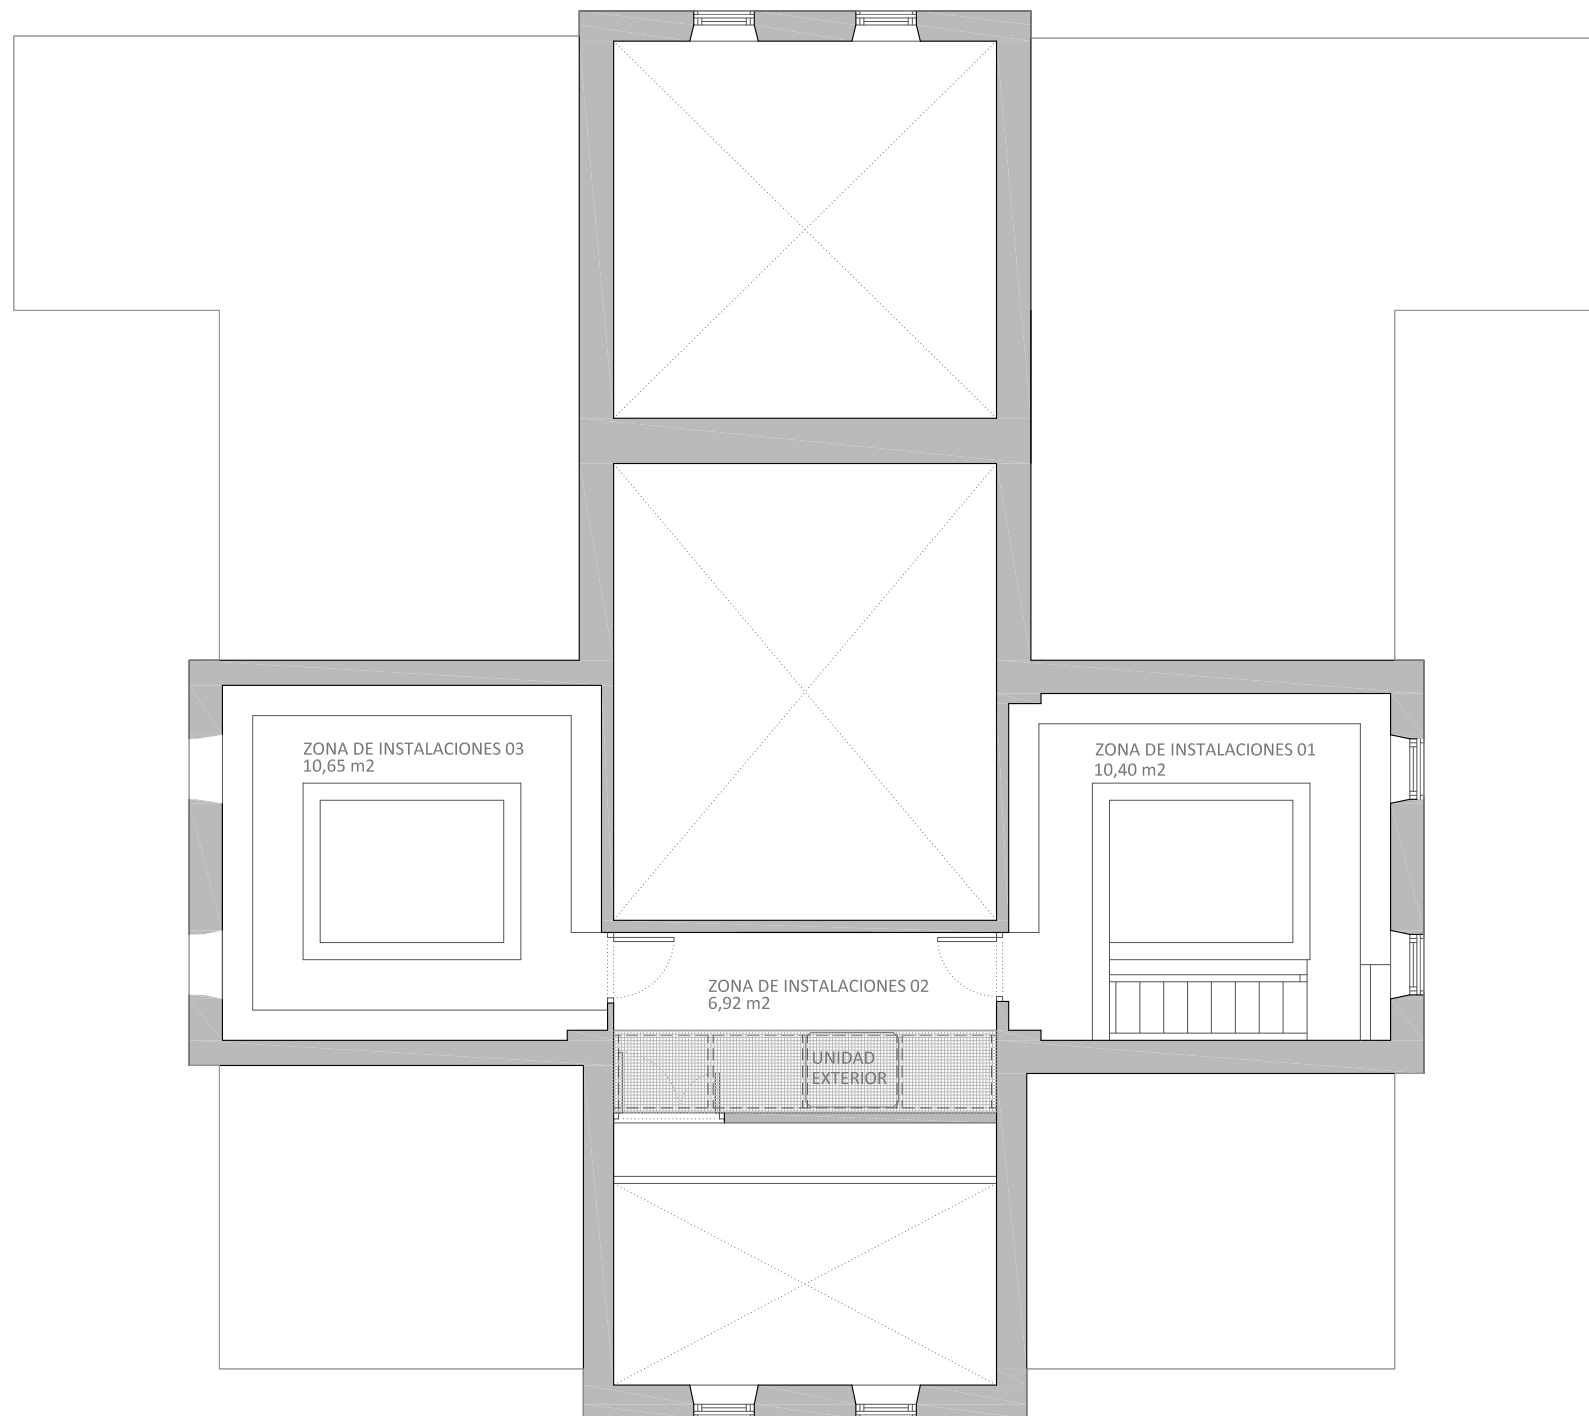 ZONA DE INSTALACIONES 03
10,65 m2
ZONA DE INSTALACIONES 01
10,40 m2
ZONA DE INSTALACIONES 02
6,92 m2
UNIDAD
EXTERIOR